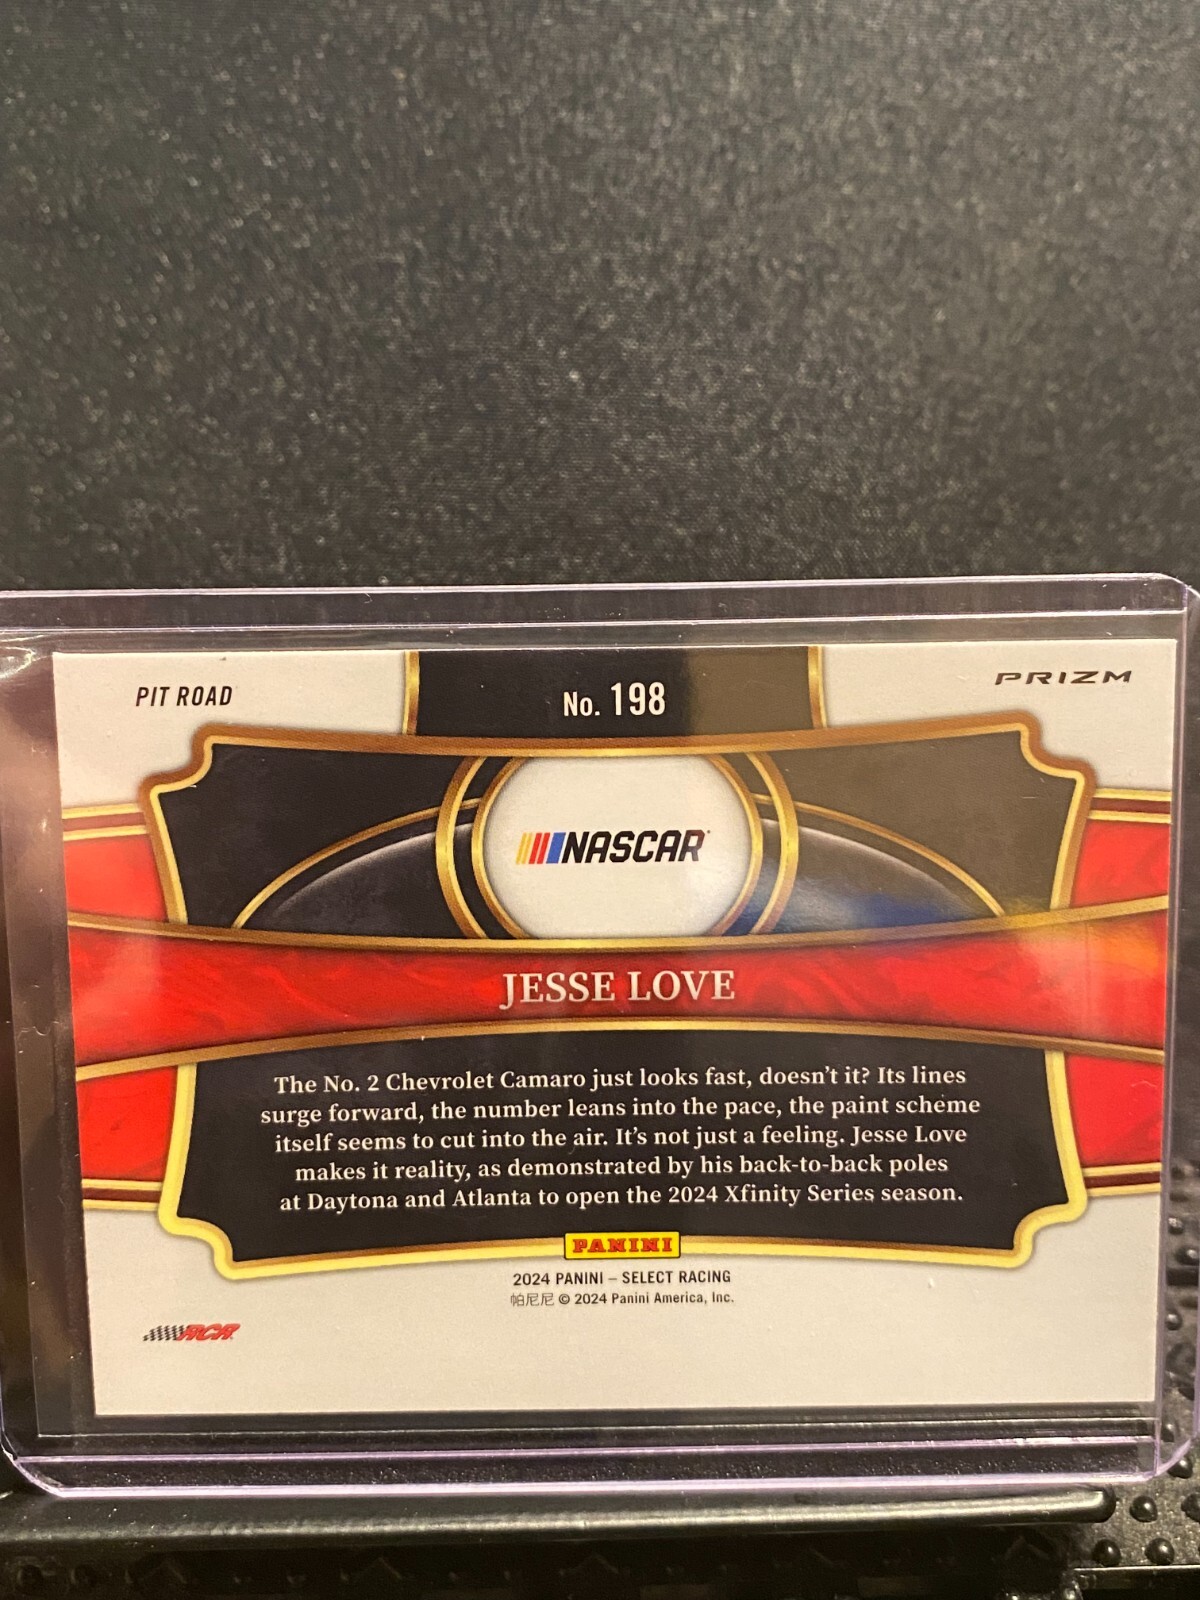 PIT ROAD
No. 198
PRIZM
NASCAR
JESSE LOVE
The No. 2 Chevrolet Camaro just looks fast, doesn't it? Its lines
surge forward, the number leans into the pace, the paint scheme
itself seems to cut into the air. It's not just a feeling. Jesse Love
makes it reality, as demonstrated by his back-to-back poles
at Daytona and Atlanta to open the 2024 Xfinity Series season.
PANINI
2024 PANINI – SELECT RACING
帕尼尼 © 2024 Panini America, Inc.
RCR